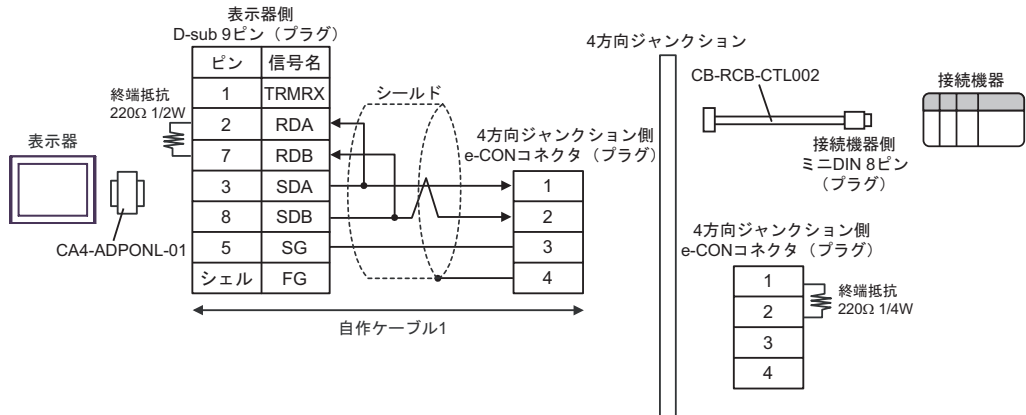 表示器側
D-sub 9ピン（プラグ）
ピン 信号名
1 TRMRX
2 RDA
7 RDB
3 SDA
8 SDB
5 SG
シェル FG
終端抵抗
220Ω 1/2W
表示器
CA4-ADPONL-01
シールド
4方向ジャンクション側
e-CONコネクタ（プラグ）
1
2
3
4
自作ケーブル1
4方向ジャンクション
CB-RCB-CTL002
接続機器
接続機器側
ミニDIN 8ピン
（プラグ）
4方向ジャンクション側
e-CONコネクタ（プラグ）
1
2
3
4
終端抵抗
220Ω 1/4W